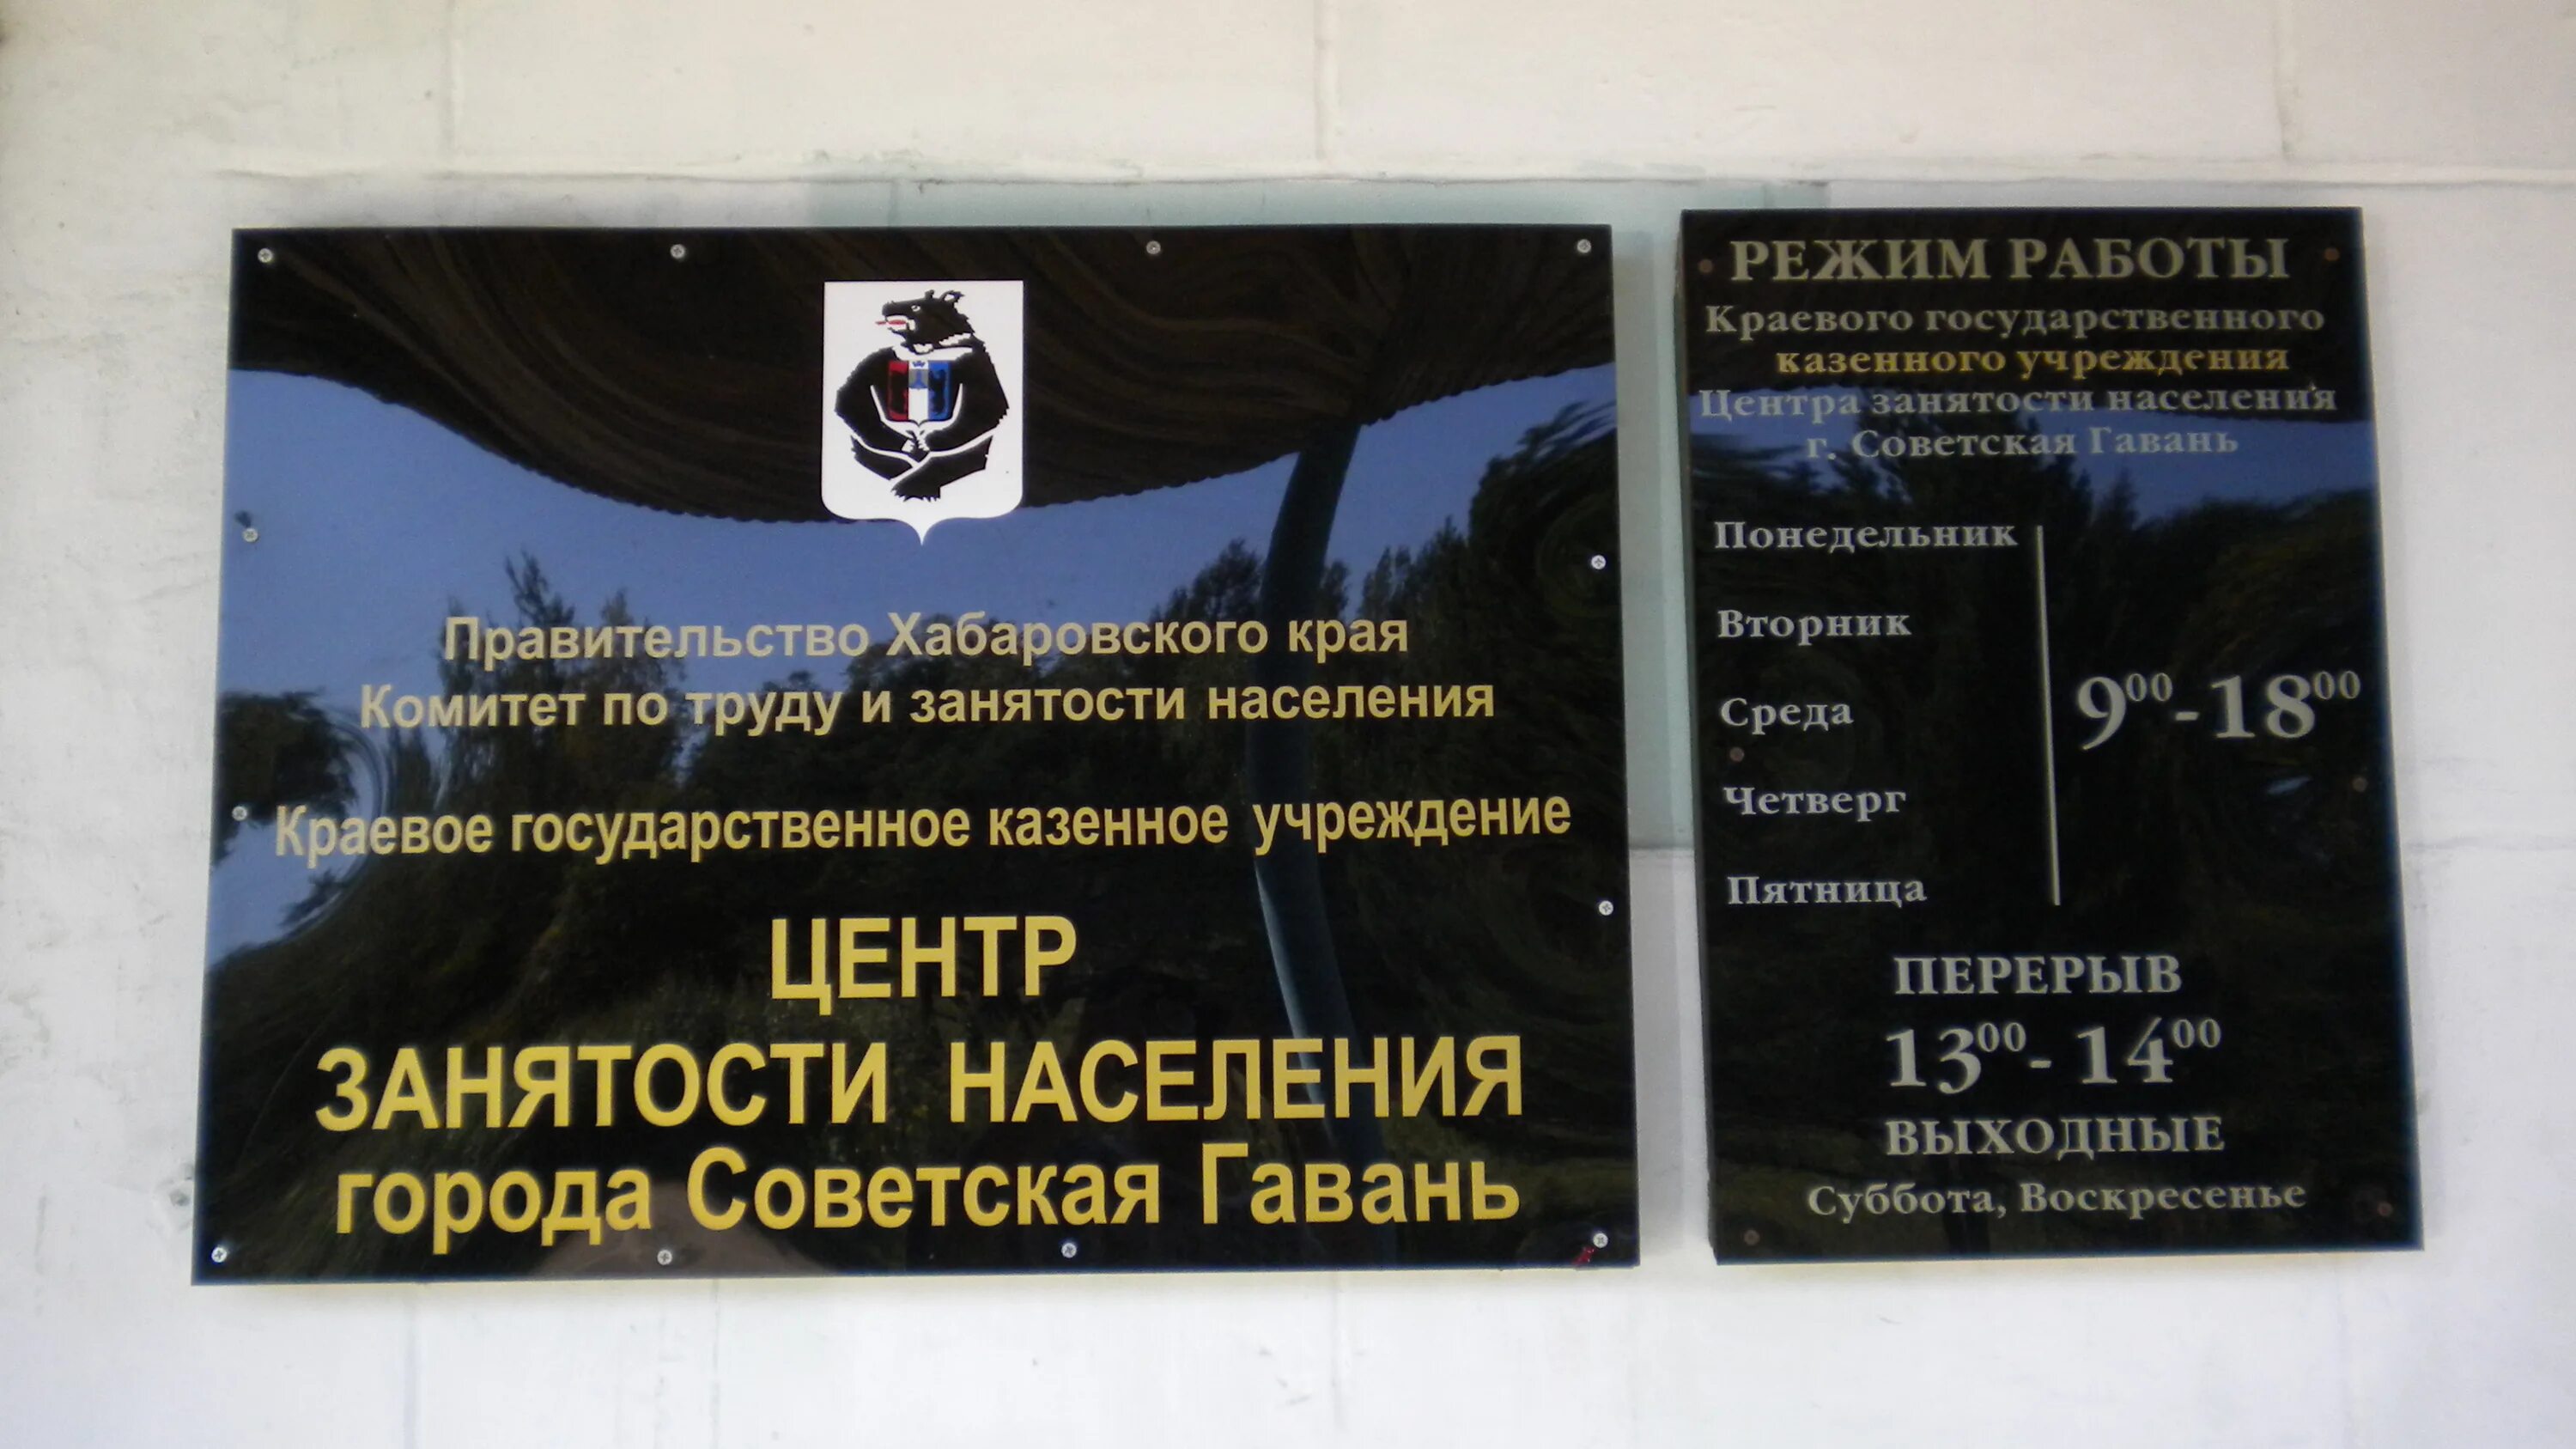 Правительство Хабаровского края
Комитет по труду и занятости населения
Краевое государственное казенное учреждение
ЦЕНТР
ЗАНЯТОСТИ НАСЕЛЕНИЯ
города Советская Гавань
РЕЖИМ РАБОТЫ
Краевого государственного
казенного учреждения
Центра занятости населения
г. Советская Гавань
Понедельник
Вторник
Среда
Четверг
Пятница
9⁰⁰-18⁰⁰
ПЕРЕРЫВ
13⁰⁰- 14⁰⁰
ВЫХОДНЫЕ
Суббота, Воскресенье